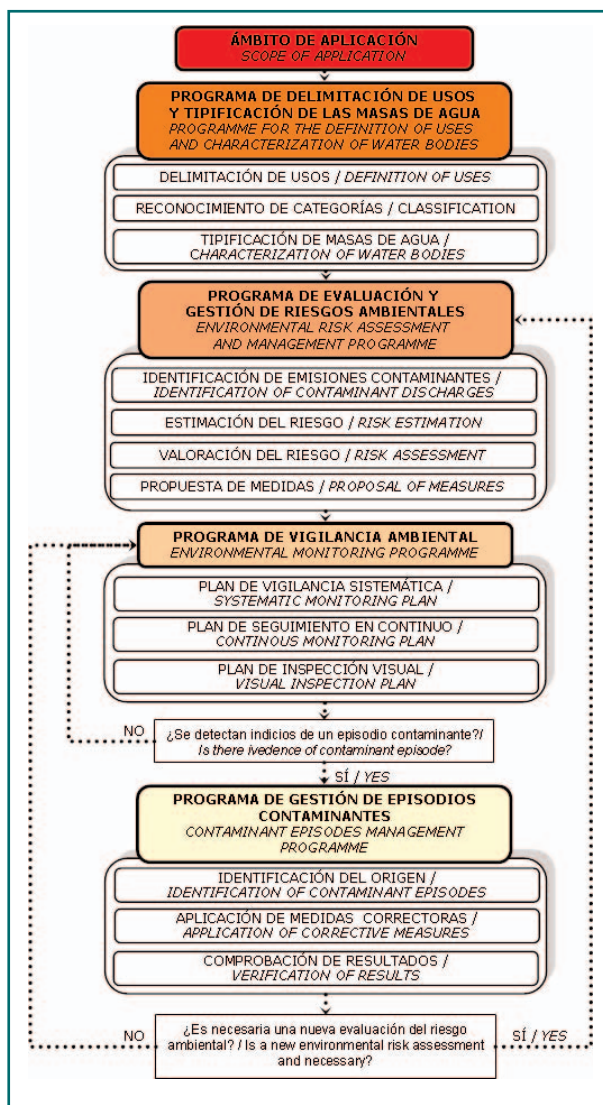 ÁMBITO DE APLICACIÓN
SCOPE OF APPLICATION
PROGRAMA DE DELIMITACIÓN DE USOS
Y TIPIFICACIÓN DE LAS MASAS DE AGUA
PROGRAMME FOR THE DEFINITION OF USES
AND CHARACTERIZATION OF WATER BODIES
DELIMITACIÓN DE USOS / DEFINITION OF USES
RECONOCIMIENTO DE CATEGORÍAS / CLASSIFICATION
TIPIFICACIÓN DE MASAS DE AGUA /
CHARACTERIZATION OF WATER BODIES
PROGRAMA DE EVALUACIÓN Y
GESTIÓN DE RIESGOS AMBIENTALES
ENVIRONMENTAL RISK ASSESSMENT
AND MANAGEMENT PROGRAMME
IDENTIFICACIÓN DE EMISIONES CONTAMINANTES /
IDENTIFICATION OF CONTAMINANT DISCHARGES
ESTIMACIÓN DEL RIESGO / RISK ESTIMATION
VALORACIÓN DEL RIESGO / RISK ASSESSMENT
PROPUESTA DE MEDIDAS / PROPOSAL OF MEASURES
PROGRAMA DE VIGILANCIA AMBIENTAL
ENVIRONMENTAL MONITORING PROGRAMME
PLAN DE VIGILANCIA SISTEMÁTICA /
SYSTEMATIC MONITORING PLAN
PLAN DE SEGUIMIENTO EN CONTINUO /
CONTINOUS MONITORING PLAN
PLAN DE INSPECCIÓN VISUAL /
VISUAL INSPECTION PLAN
NO
¿Se detectan indicios de un episodio contaminante?/
Is there ivedence of contaminant episode?
SÍ / YES
PROGRAMA DE GESTIÓN DE EPISODIOS
CONTAMINANTES
CONTAMINANT EPISODES MANAGEMENT
PROGRAMME
IDENTIFICACIÓN DEL ORIGEN /
IDENTIFICATION OF CONTAMINANT EPISODES
APLICACIÓN DE MEDIDAS CORRECTORAS /
APPLICATION OF CORRECTIVE MEASURES
COMPROBACIÓN DE RESULTADOS /
VERIFICATION OF RESULTS
NO
¿Es necesaria una nueva evaluación del riesgo
ambiental? / Is a new environmental risk assessment
and necessary?
SÍ / YES